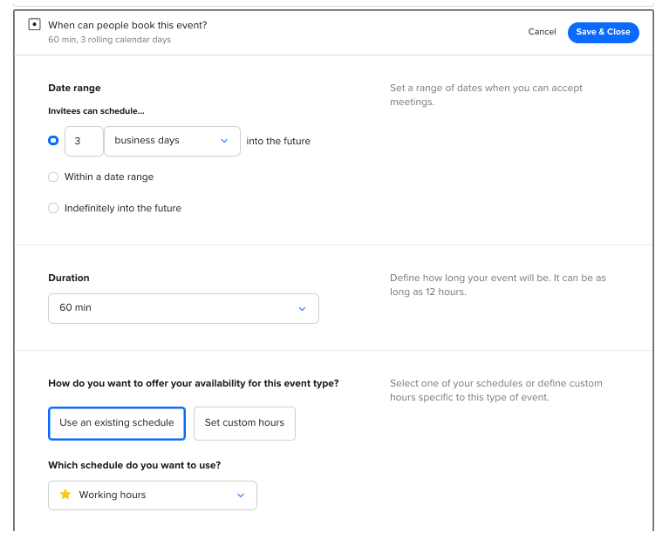 When can people book this event?
60 min, 3 rolling calendar days
Cancel
Save & Close
Date range
Set a range of dates when you can accept
meetings.
Invitees can schedule...
3
business days
into the future
Within a date range
Indefinitely into the future
Duration
Define how long your event will be. It can be as
long as 12 hours.
60 min
How do you want to offer your availability for this event type?
Select one of your schedules or define custom
hours specific to this type of event.
Use an existing schedule
Set custom hours
Which schedule do you want to use?
Working hours